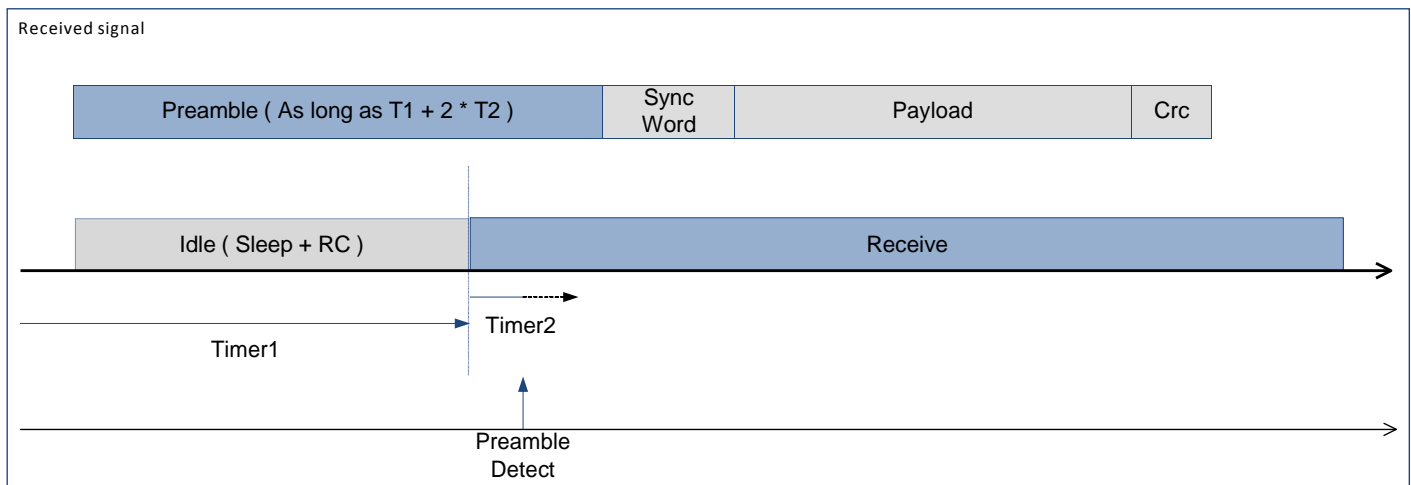 Received signal
Preamble ( As long as T1 + 2 * T2 )
Sync
Word
Payload
Crc
Idle ( Sleep + RC )
Receive
Timer2
Timer1
Preamble
Detect